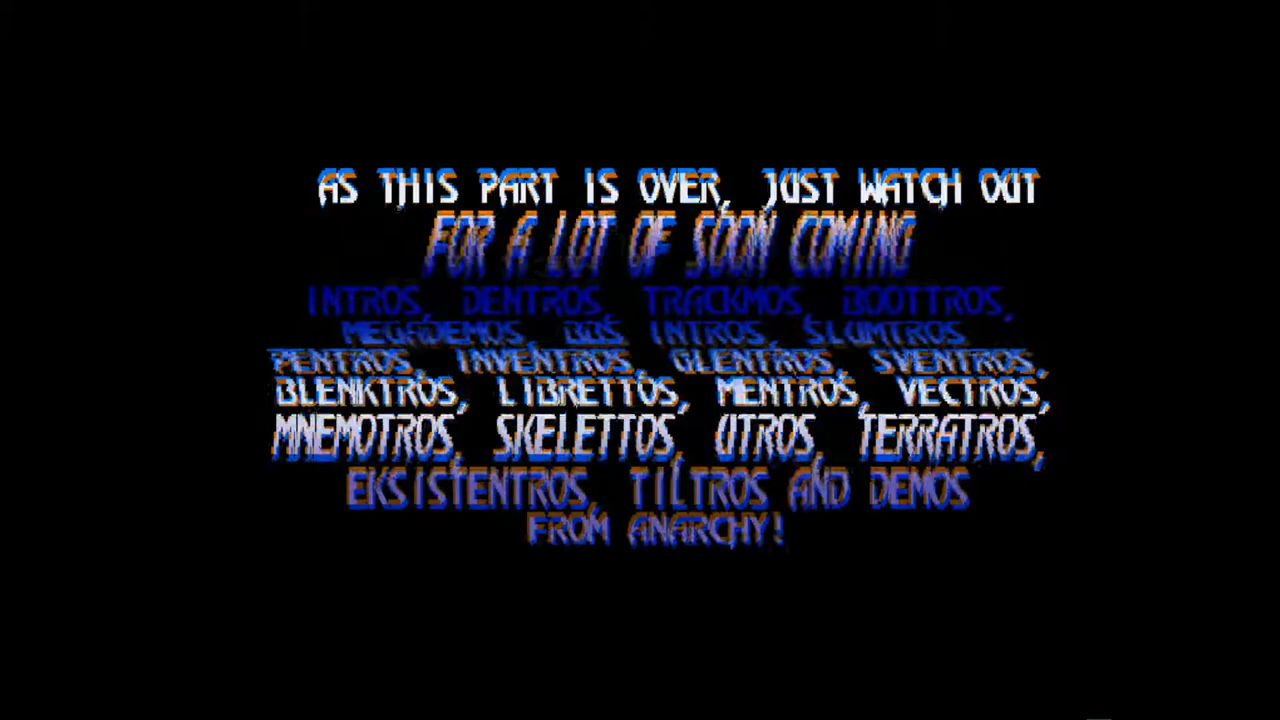 AS THIS PART IS OVER, JUST WATCH OUT
FOR A LOT OF SOON COMING
INTROS, DENTROS, TRACKMOS, BOOTTROS,
MEGADEMOS, BBS INTROS, SLUMTROS
PENTROS, INVENTROS, GLENTROS, SVENTROS,
BLENKTROS, LIBRETTOS, MENTROS, VECTROS,
MNEMOTROS, SKELETTOS, UTROS, TERRATROS,
EKSISTENTROS, TILTROS AND DEMOS
FROM ANARCHY!